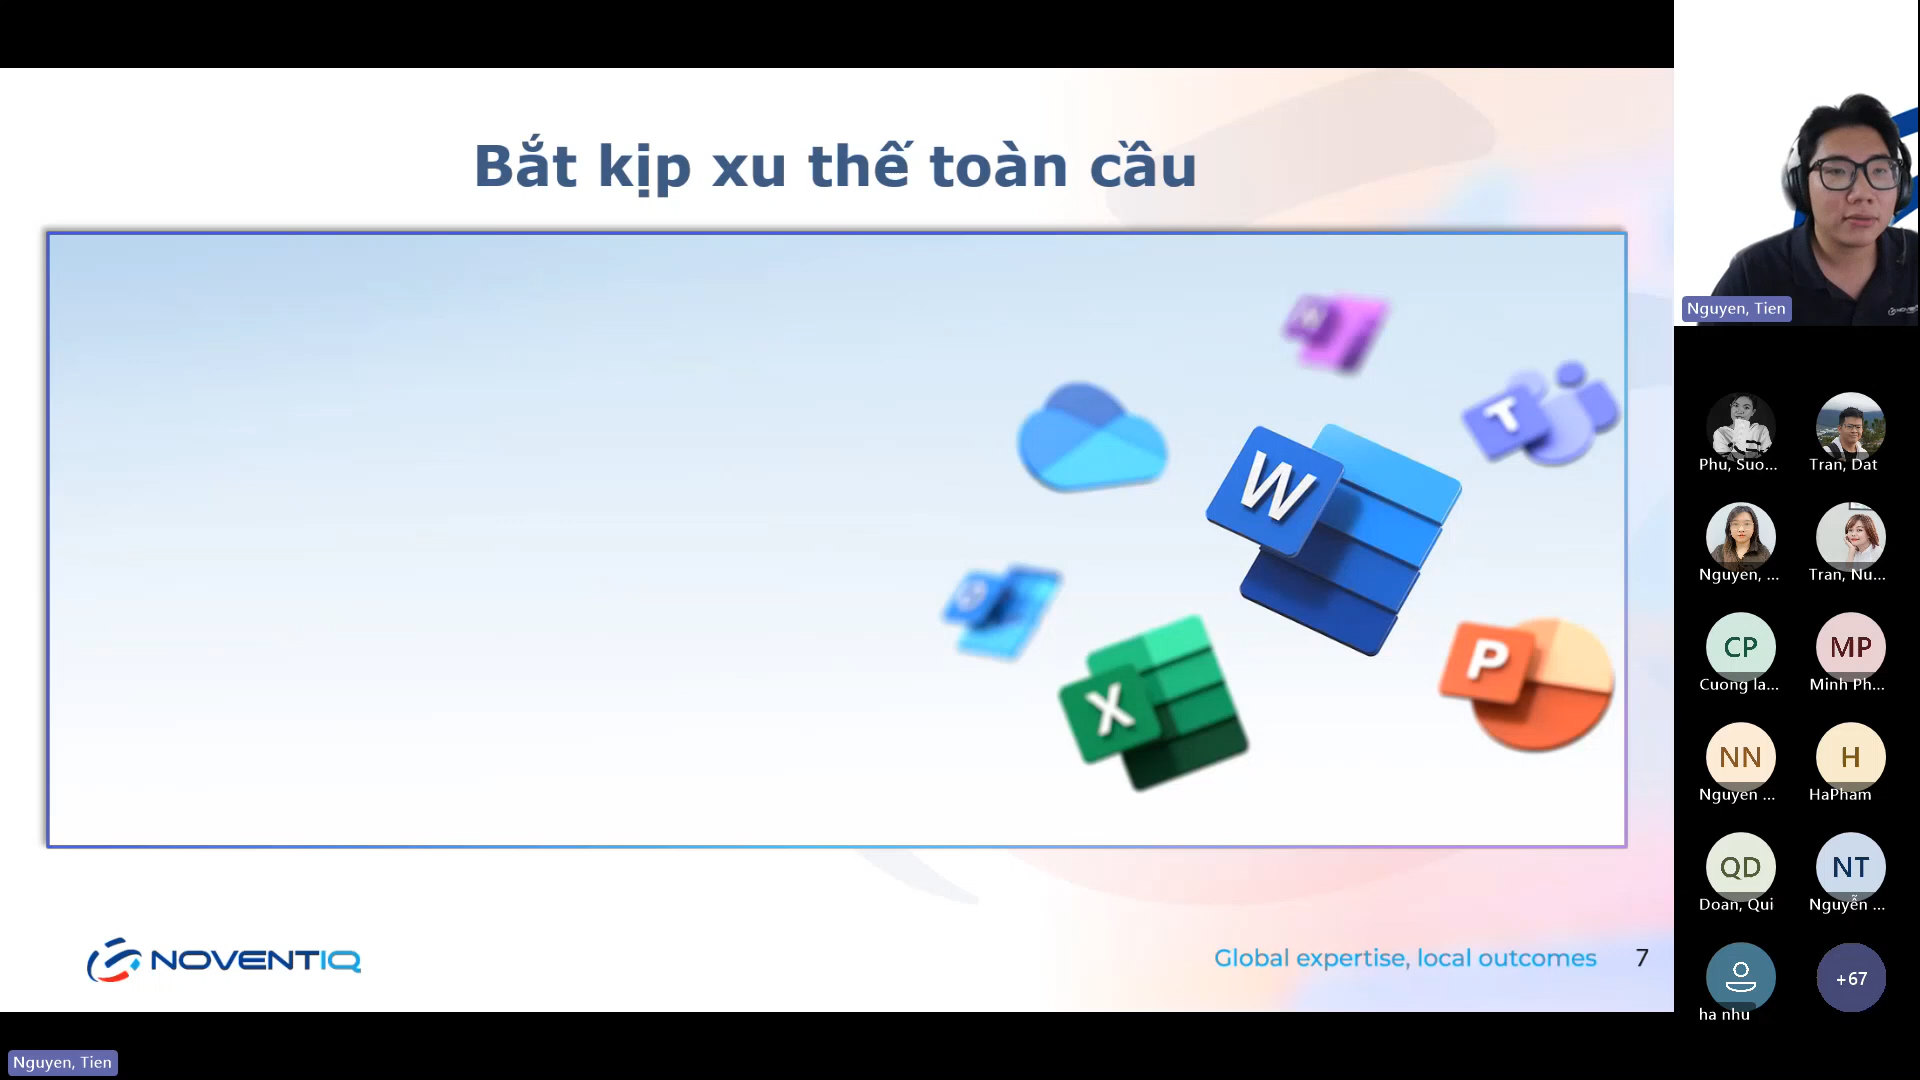 Bắt kịp xu thế toàn cầu
W
T
X
P
NOVENTIQ
Global expertise, local outcomes
7
Nguyen, Tien
Phu, Suo...
Tran, Dat
Nguyen, ...
Tran, Nu...
CP
Cuong la...
MP
Minh Ph...
NN
Nguyen ...
H
HaPham
QD
Doan, Qui
NT
Nguyễn ...
ha nhu
+67
Nguyen, Tien